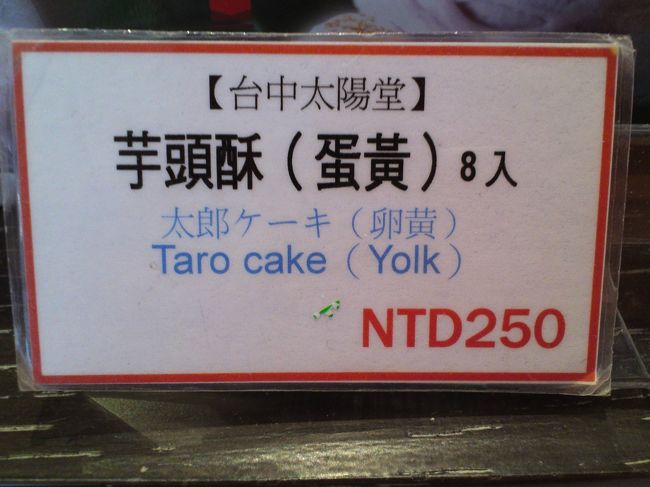 【台中太陽堂】
芋頭酥（蛋黃）8入
太郎ケーキ（卵黄）
Taro cake（Yolk）
NTD250